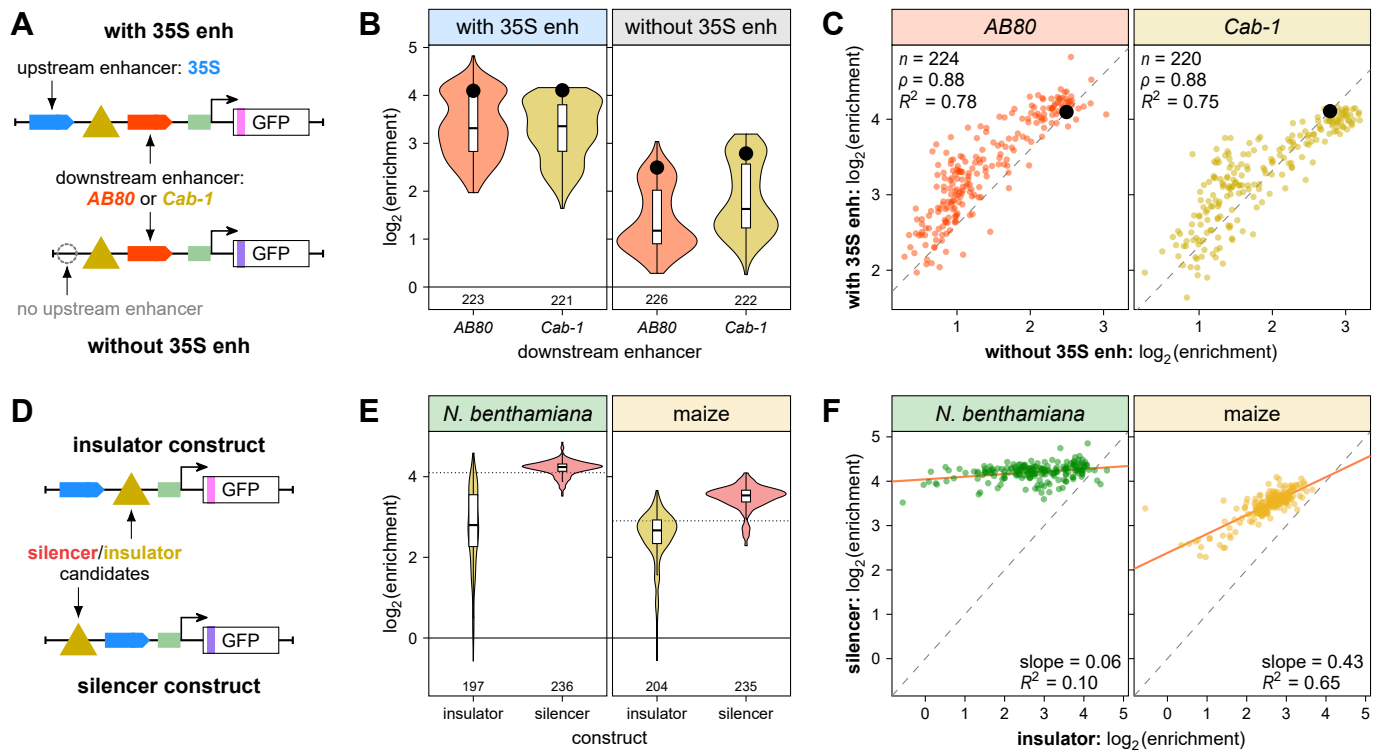 A
with 35S enh
upstream enhancer: 35S
GFP
downstream enhancer:
AB80 or Cab-1
GFP
no upstream enhancer
without 35S enh
B
with 35S enh
without 35S enh
log2(enrichment)
5
4
3
2
1
0
223
221
226
222
AB80
Cab-1
AB80
Cab-1
downstream enhancer
C
AB80
Cab-1
n = 224
ρ = 0.88
R² = 0.78
n = 220
ρ = 0.88
R² = 0.75
with 35S enh: log2(enrichment)
4
3
2
1
2
3
1
2
3
without 35S enh: log2(enrichment)
D
insulator construct
GFP
silencer/insulator
candidates
GFP
silencer construct
E
N. benthamiana
maize
log2(enrichment)
4
2
0
197
236
204
235
insulator
silencer
insulator
silencer
construct
F
N. benthamiana
maize
silencer: log2(enrichment)
5
4
3
2
1
0
slope = 0.06
R² = 0.10
slope = 0.43
R² = 0.65
0
1
2
3
4
5
0
1
2
3
4
5
insulator: log2(enrichment)